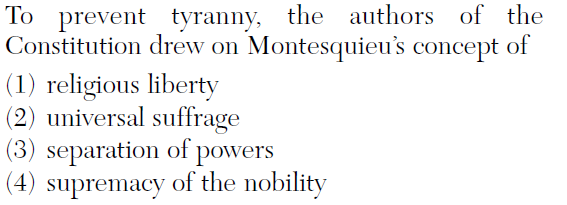 To prevent tyranny, the authors of the
Constitution drew on Montesquieu’s concept of
(1) religious liberty
(2) universal suffrage
(3) separation of powers
(4) supremacy of the nobility